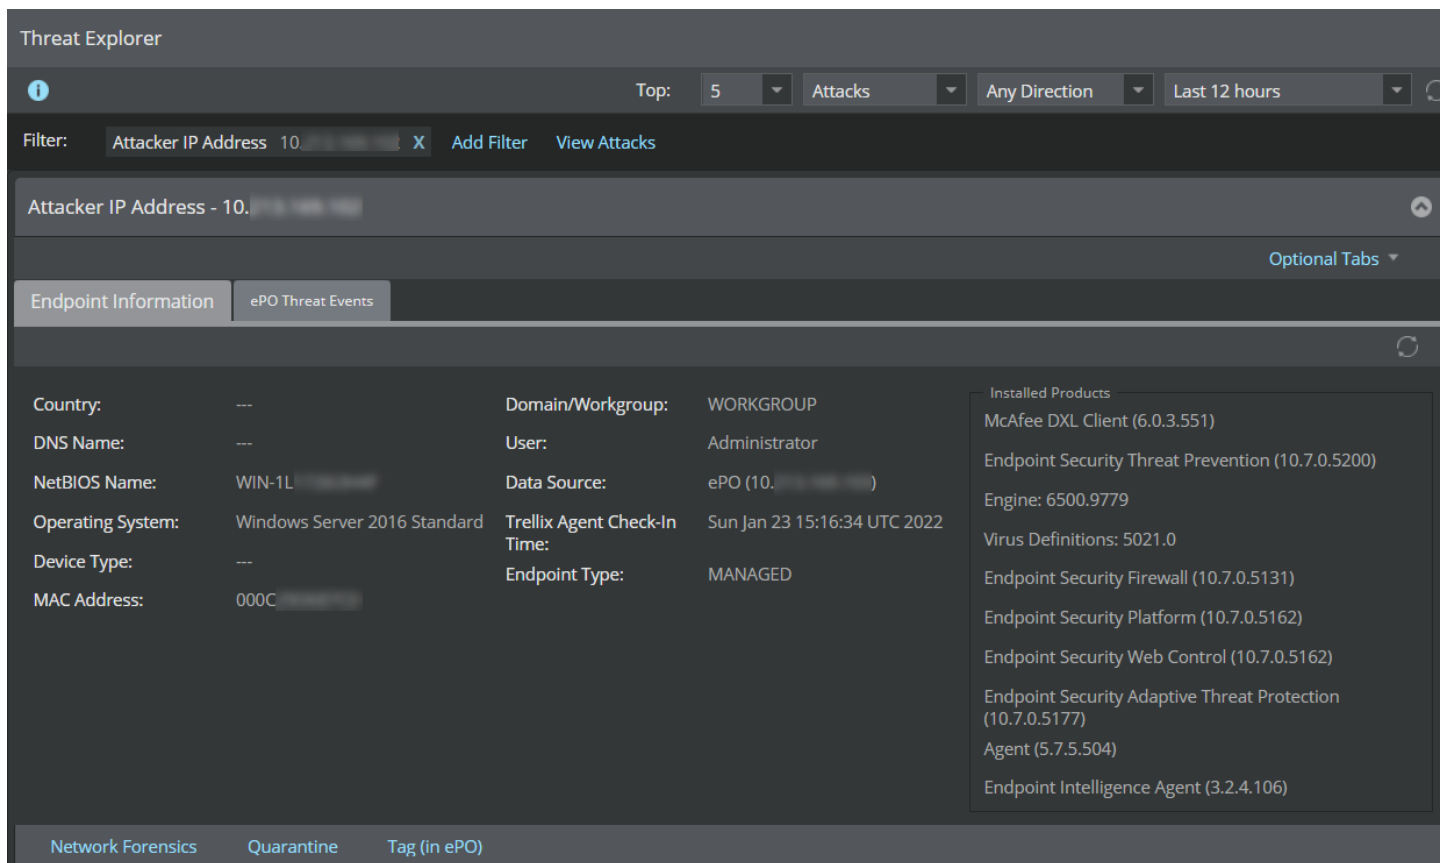 Threat Explorer
Top: 5 Attacks Any Direction Last 12 hours
Filter: Attacker IP Address 10. X Add Filter View Attacks
Attacker IP Address - 10.
Optional Tabs
Endpoint Information ePO Threat Events
Country: ---
DNS Name: ---
NetBIOS Name: WIN-1L
Operating System: Windows Server 2016 Standard
Device Type: ---
MAC Address: 000C
Domain/Workgroup: WORKGROUP
User: Administrator
Data Source: ePO (10. )
Trellix Agent Check-In Sun Jan 23 15:16:34 UTC 2022
Time:
Endpoint Type: MANAGED
Installed Products
McAfee DXL Client (6.0.3.551)
Endpoint Security Threat Prevention (10.7.0.5200)
Engine: 6500.9779
Virus Definitions: 5021.0
Endpoint Security Firewall (10.7.0.5131)
Endpoint Security Platform (10.7.0.5162)
Endpoint Security Web Control (10.7.0.5162)
Endpoint Security Adaptive Threat Protection
(10.7.0.5177)
Agent (5.7.5.504)
Endpoint Intelligence Agent (3.2.4.106)
Network Forensics Quarantine Tag (in ePO)